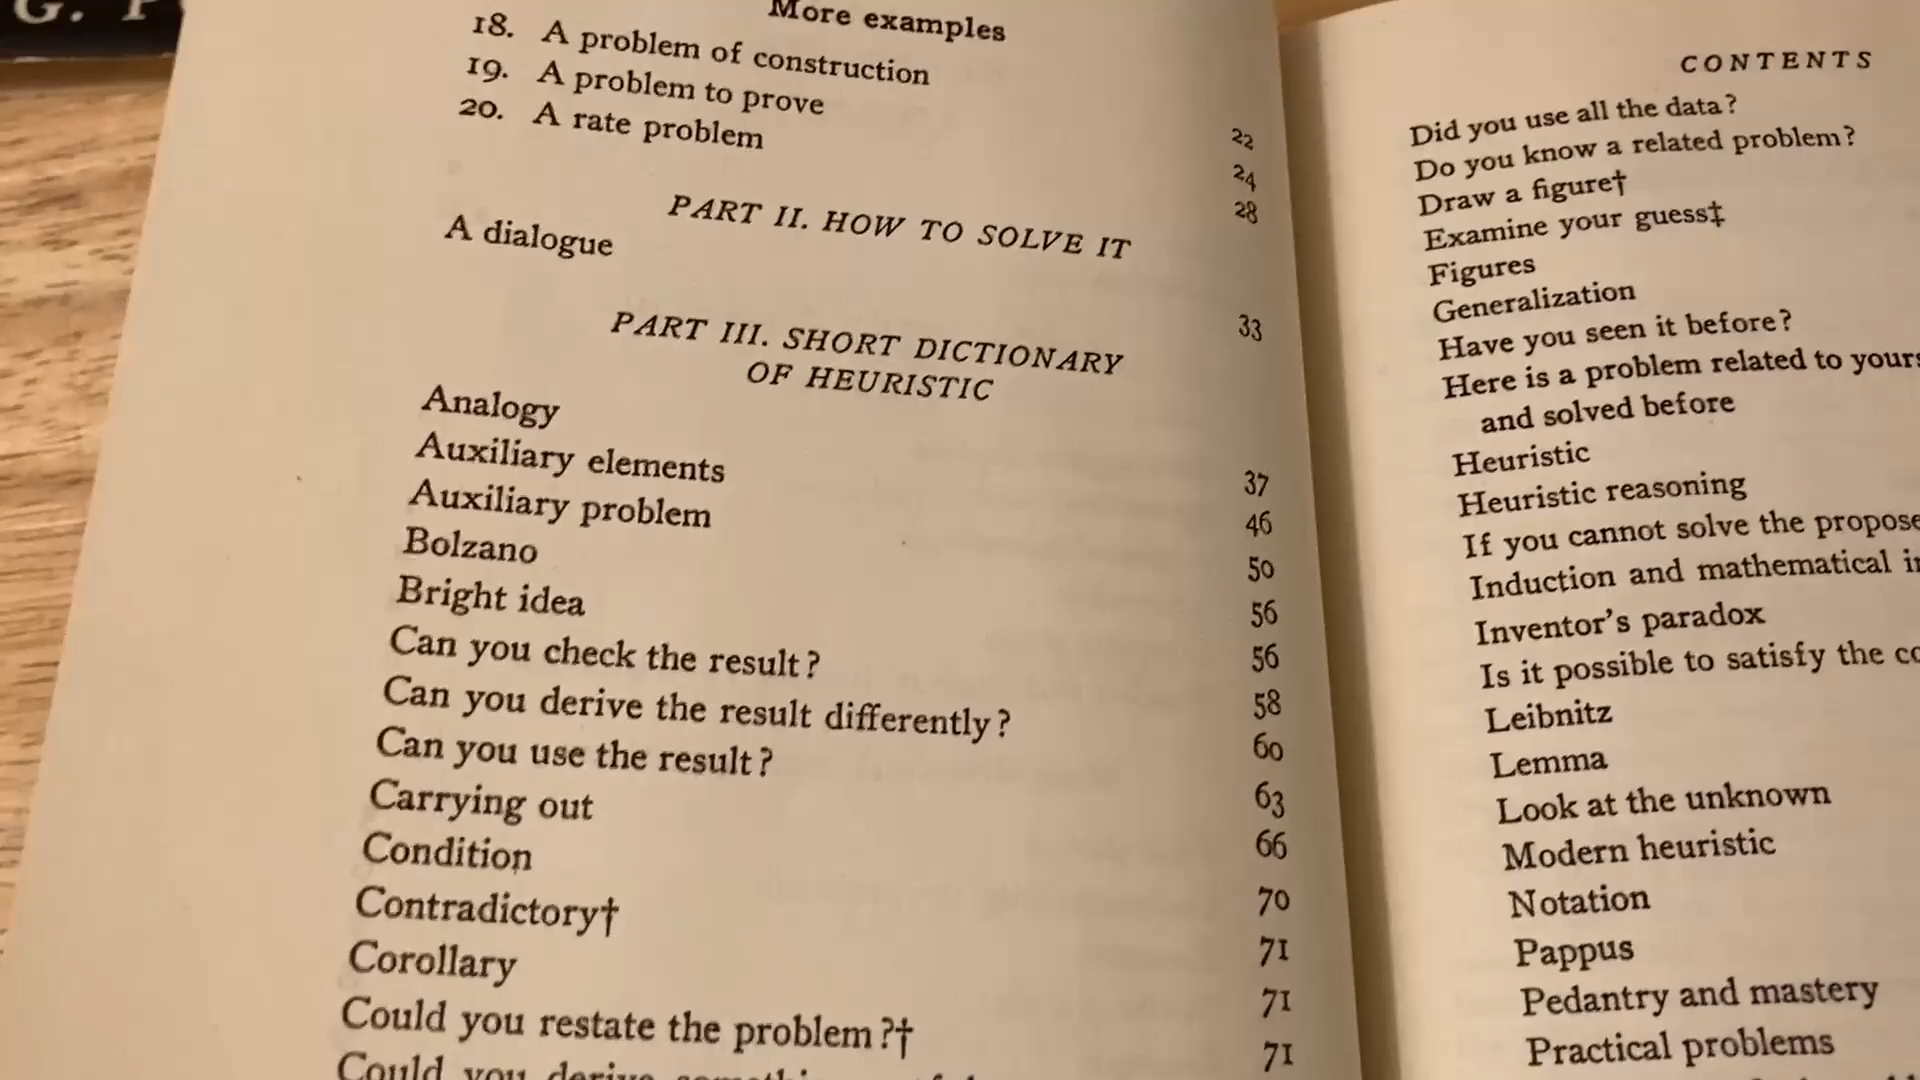 G. P
More examples
18. A problem of construction 22
19. A problem to prove 24
20. A rate problem 28
PART II. HOW TO SOLVE IT
A dialogue 33
PART III. SHORT DICTIONARY
OF HEURISTIC
Analogy 37
Auxiliary elements 46
Auxiliary problem 50
Bolzano 56
Bright idea 56
Can you check the result? 58
Can you derive the result differently? 60
Can you use the result? 63
Carrying out 66
Condition 70
Contradictory† 71
Corollary 71
Could you restate the problem?† 71
Could you derive
CONTENTS
Did you use all the data?
Do you know a related problem?
Draw a figure†
Examine your guess‡
Figures
Generalization
Have you seen it before?
Here is a problem related to yours
and solved before
Heuristic
Heuristic reasoning
If you cannot solve the propose
Induction and mathematical in
Inventor's paradox
Is it possible to satisfy the co
Leibnitz
Lemma
Look at the unknown
Modern heuristic
Notation
Pappus
Pedantry and mastery
Practical problems